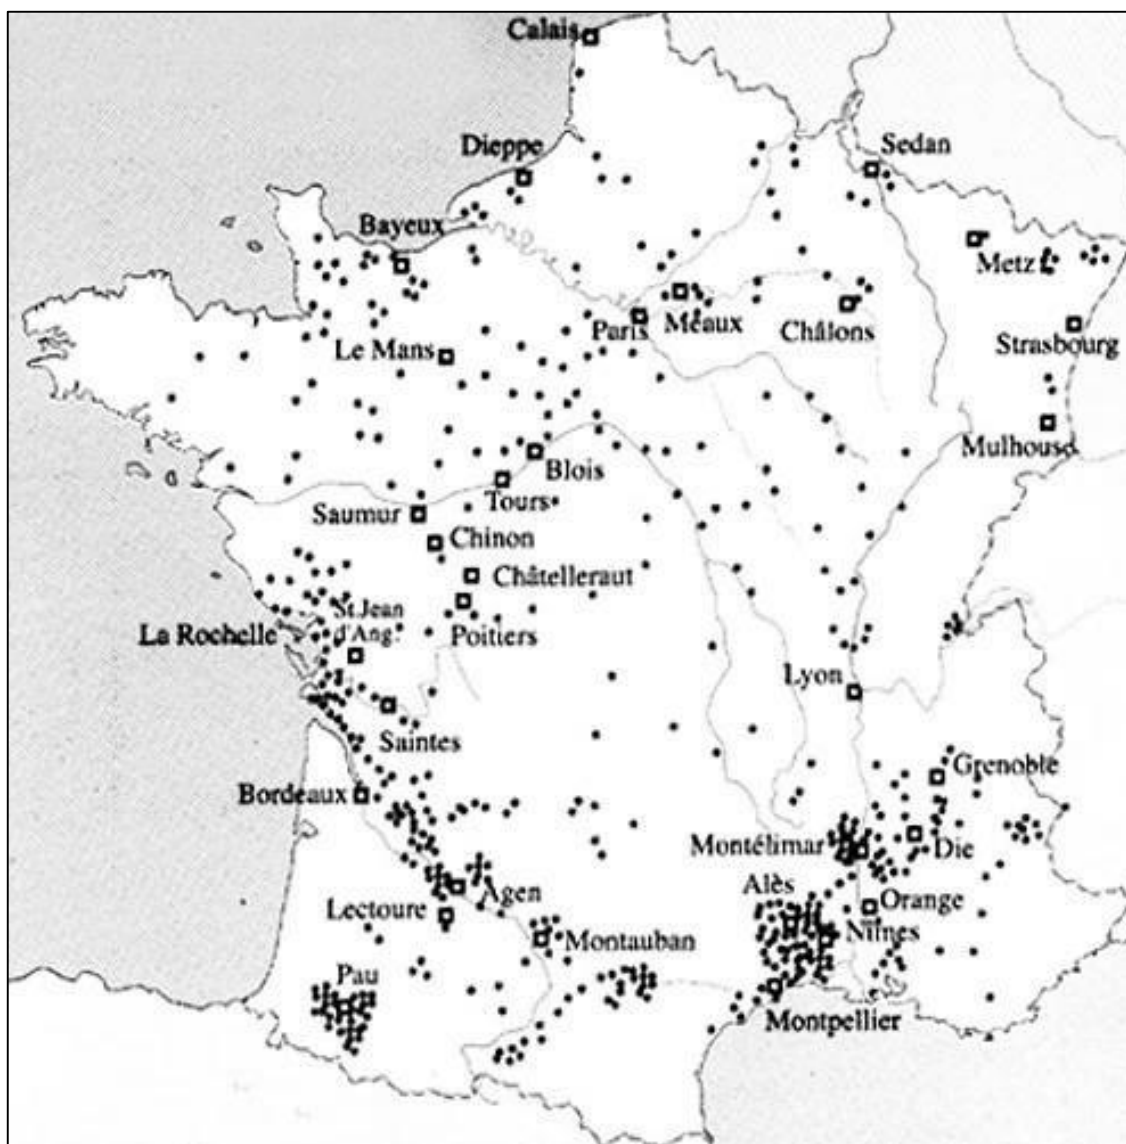 Calais
Dieppe
Sedan
Bayeux
Metz
Paris
Meaux
Châlons
Strasbourg
Le Mans
Mulhouse
Blois
Tours
Saumur
Chinon
Châtelleraut
St.Jean
d'Ang.
La Rochelle
Poitiers
Lyon
Saintes
Grenoble
Bordeaux
Montélimar
Die
Alès
Agen
Orange
Lectoure
Nîmes
Montauban
Pau
Montpellier